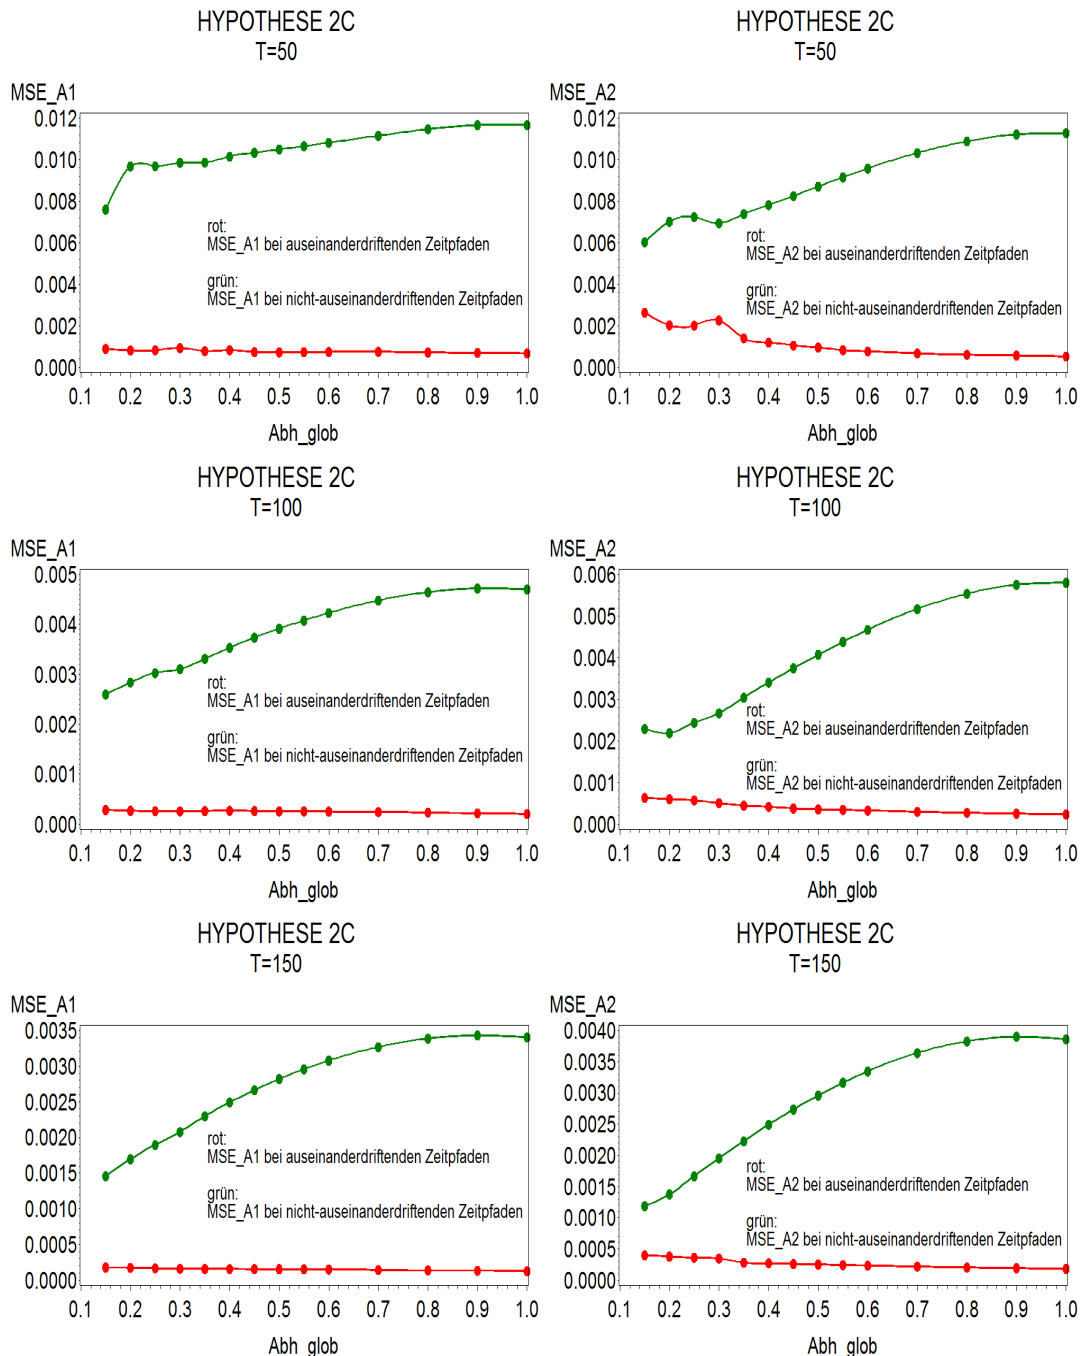 HYPOTHESE 2C
T=50
MSE_A1
0.012
0.010
0.008
0.006
0.004
0.002
0.000
rot:
MSE_A1 bei auseinanderdriftenden Zeitpfaden
grün:
MSE_A1 bei nicht-auseinanderdriftenden Zeitpfaden
0.1 0.2 0.3 0.4 0.5 0.6 0.7 0.8 0.9 1.0
Abh_glob
HYPOTHESE 2C
T=50
MSE_A2
0.012
0.010
0.008
0.006
0.004
0.002
0.000
rot:
MSE_A2 bei auseinanderdriftenden Zeitpfaden
grün:
MSE_A2 bei nicht-auseinanderdriftenden Zeitpfaden
0.1 0.2 0.3 0.4 0.5 0.6 0.7 0.8 0.9 1.0
Abh_glob
HYPOTHESE 2C
T=100
MSE_A1
0.005
0.004
0.003
0.002
0.001
0.000
rot:
MSE_A1 bei auseinanderdriftenden Zeitpfaden
grün:
MSE_A1 bei nicht-auseinanderdriftenden Zeitpfaden
0.1 0.2 0.3 0.4 0.5 0.6 0.7 0.8 0.9 1.0
Abh_glob
HYPOTHESE 2C
T=100
MSE_A2
0.006
0.005
0.004
0.003
0.002
0.001
0.000
rot:
MSE_A2 bei auseinanderdriftenden Zeitpfaden
grün:
MSE_A2 bei nicht-auseinanderdriftenden Zeitpfaden
0.1 0.2 0.3 0.4 0.5 0.6 0.7 0.8 0.9 1.0
Abh_glob
HYPOTHESE 2C
T=150
MSE_A1
0.0035
0.0030
0.0025
0.0020
0.0015
0.0010
0.0005
0.0000
rot:
MSE_A1 bei auseinanderdriftenden Zeitpfaden
grün:
MSE_A1 bei nicht-auseinanderdriftenden Zeitpfaden
0.1 0.2 0.3 0.4 0.5 0.6 0.7 0.8 0.9 1.0
Abh_glob
HYPOTHESE 2C
T=150
MSE_A2
0.0040
0.0035
0.0030
0.0025
0.0020
0.0015
0.0010
0.0005
0.0000
rot:
MSE_A2 bei auseinanderdriftenden Zeitpfaden
grün:
MSE_A2 bei nicht-auseinanderdriftenden Zeitpfaden
0.1 0.2 0.3 0.4 0.5 0.6 0.7 0.8 0.9 1.0
Abh_glob